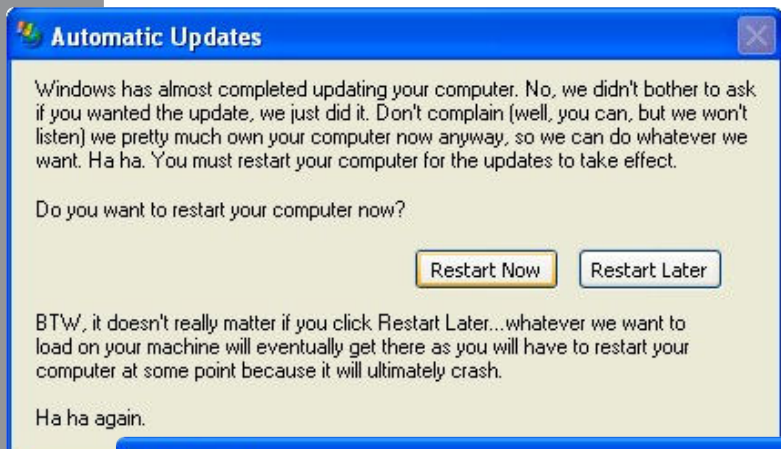 Automatic Updates
Windows has almost completed updating your computer. No, we didn't bother to ask
if you wanted the update, we just did it. Don't complain (well, you can, but we won't
listen) we pretty much own your computer now anyway, so we can do whatever we
want. Ha ha. You must restart your computer for the updates to take effect.
Do you want to restart your computer now?
Restart Now Restart Later
BTW, it doesn't really matter if you click Restart Later...whatever we want to
load on your machine will eventually get there as you will have to restart your
computer at some point because it will ultimately crash.
Ha ha again.